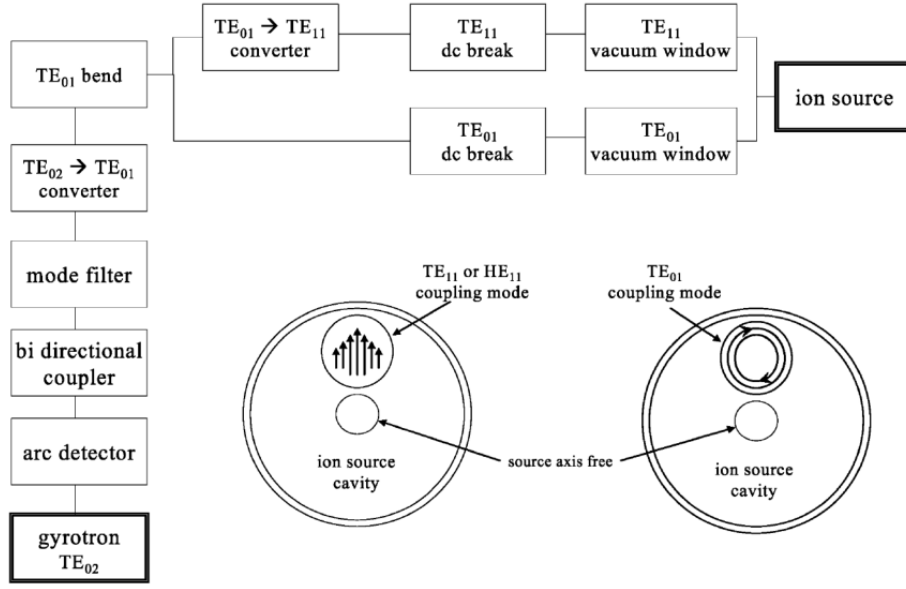 TE₀₁ → TE₁₁
converter
TE₁₁
dc break
TE₁₁
vacuum window
TE₀₁ bend
ion source
TE₀₁
dc break
TE₀₁
vacuum window
TE₀₂ → TE₀₁
converter
mode filter
bi directional
coupler
arc detector
gyrotron
TE₀₂
TE₁₁ or HE₁₁
coupling mode
TE₀₁
coupling mode
source axis free
ion source
cavity
ion source
cavity